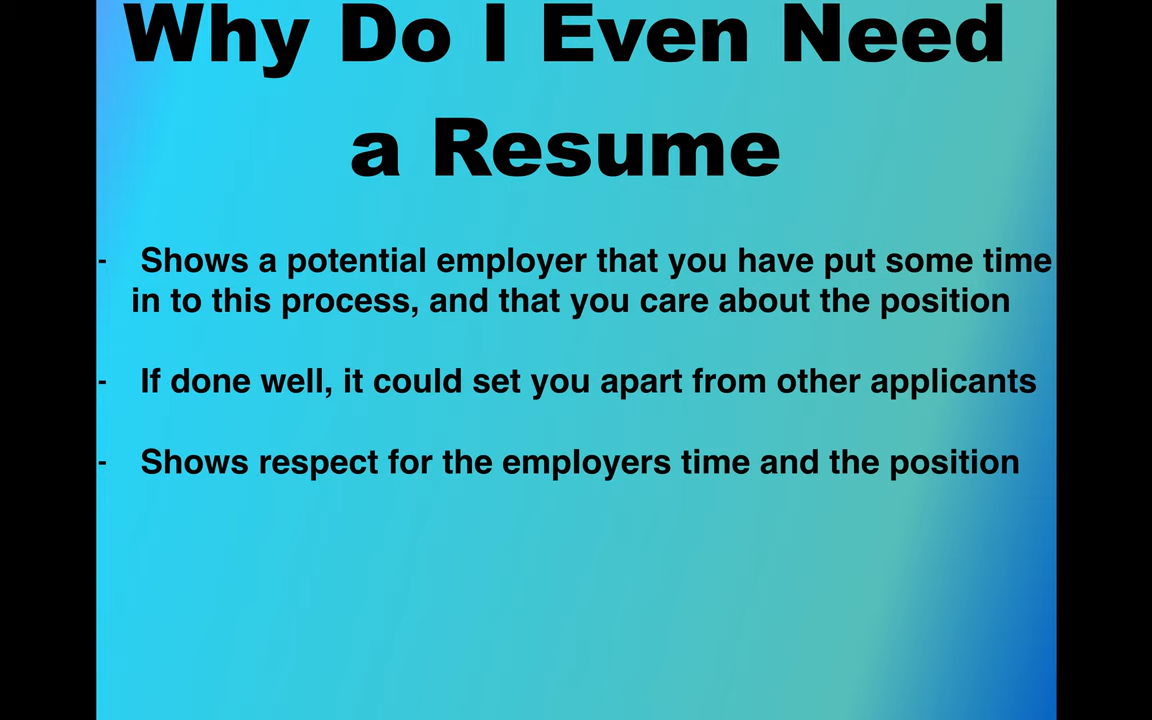 Why Do I Even Need
a Resume
- Shows a potential employer that you have put some time
in to this process, and that you care about the position
- If done well, it could set you apart from other applicants
- Shows respect for the employers time and the position